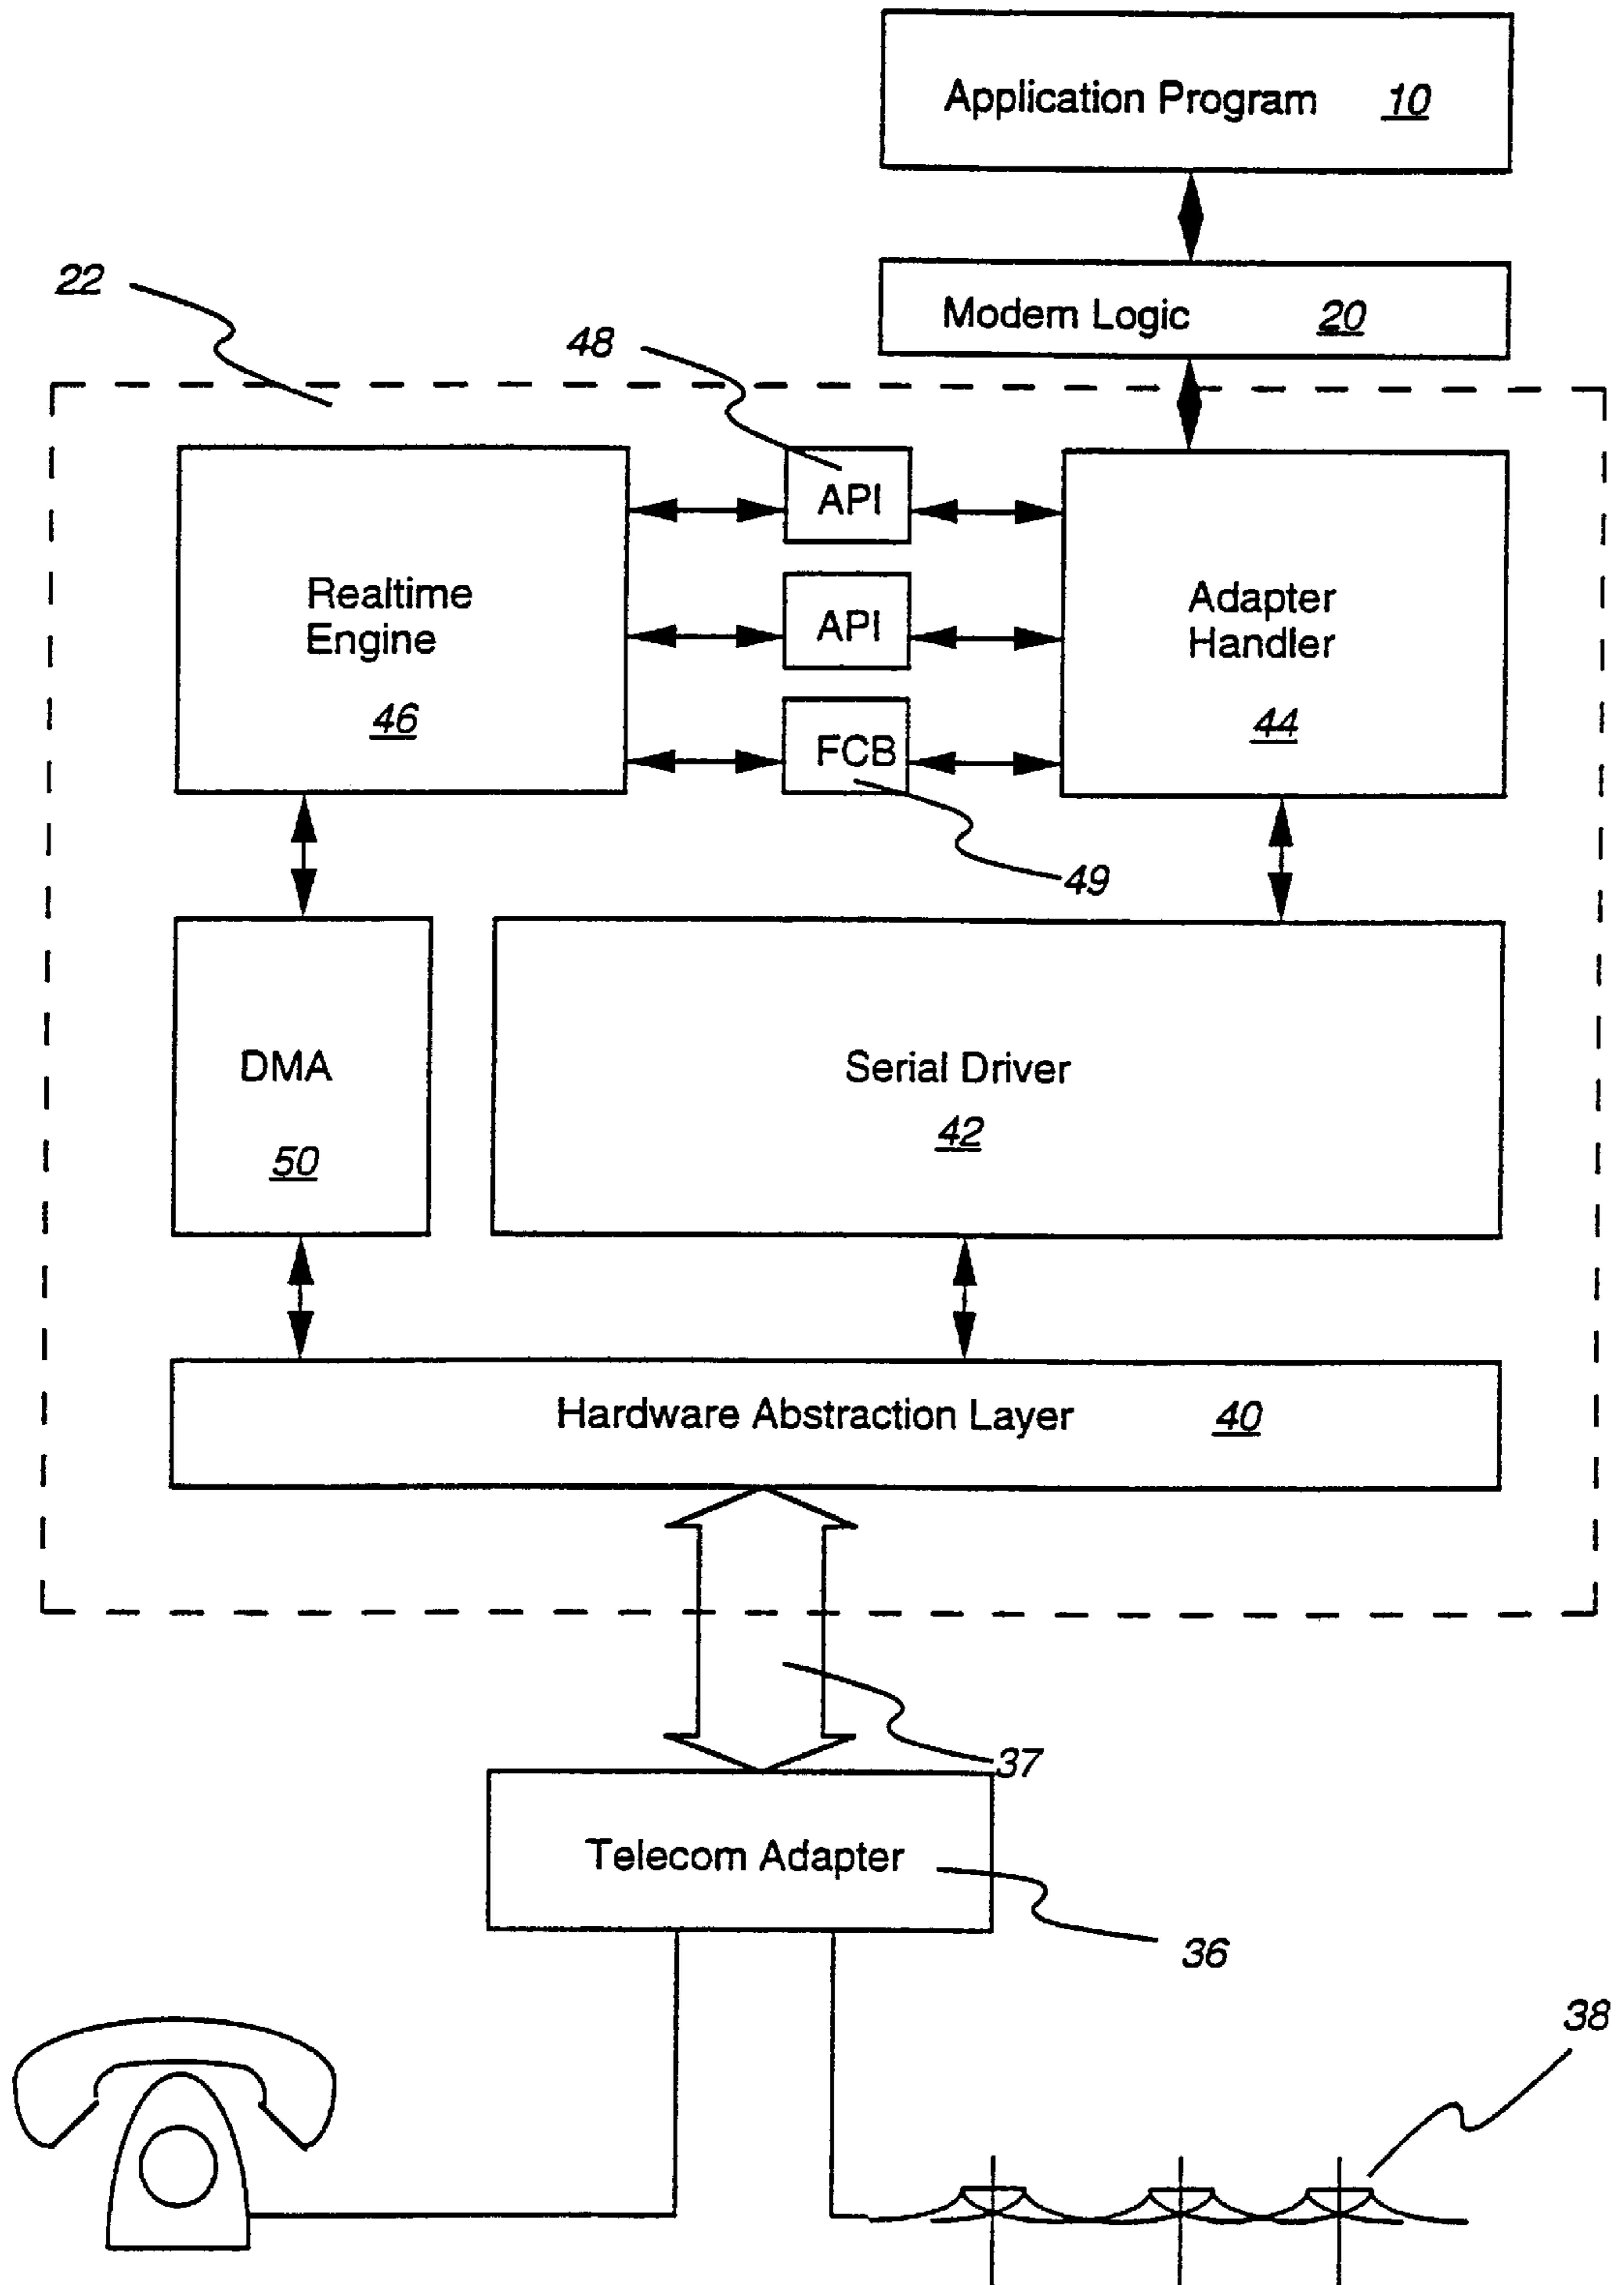 Application Program 10
Modem Logic 20
22
48
API
Realtime
Engine
46
API
Adapter
Handler
44
FCB
49
DMA
50
Serial Driver
42
Hardware Abstraction Layer 40
37
Telecom Adapter
36
38